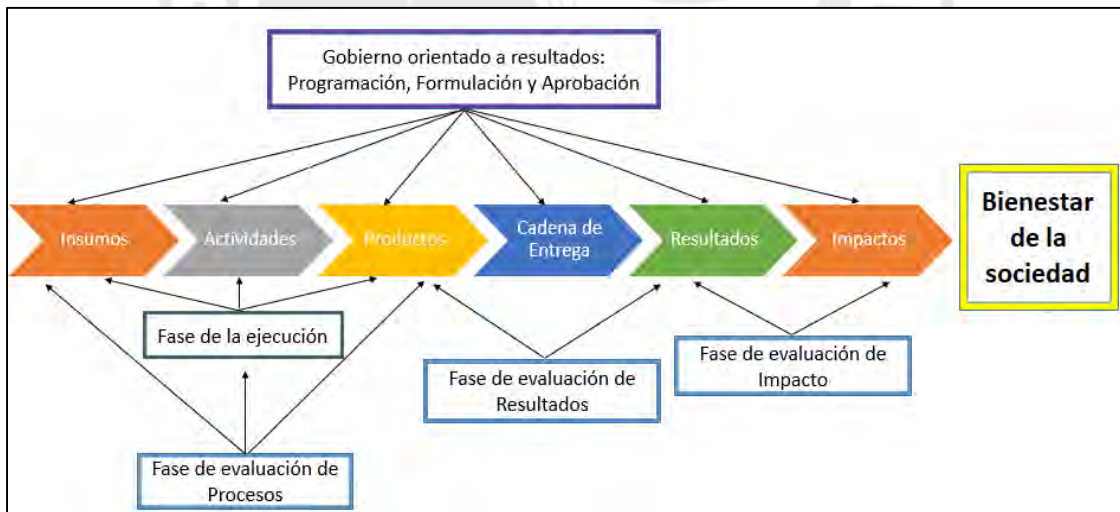 Gobierno orientado a resultados:
Programación, Formulación y Aprobación
Insumos
Actividades
Productos
Cadena de
Entrega
Resultados
Impactos
Bienestar
de la
sociedad
Fase de la ejecución
Fase de evaluación de
Resultados
Fase de evaluación de
Impacto
Fase de evaluación de
Procesos